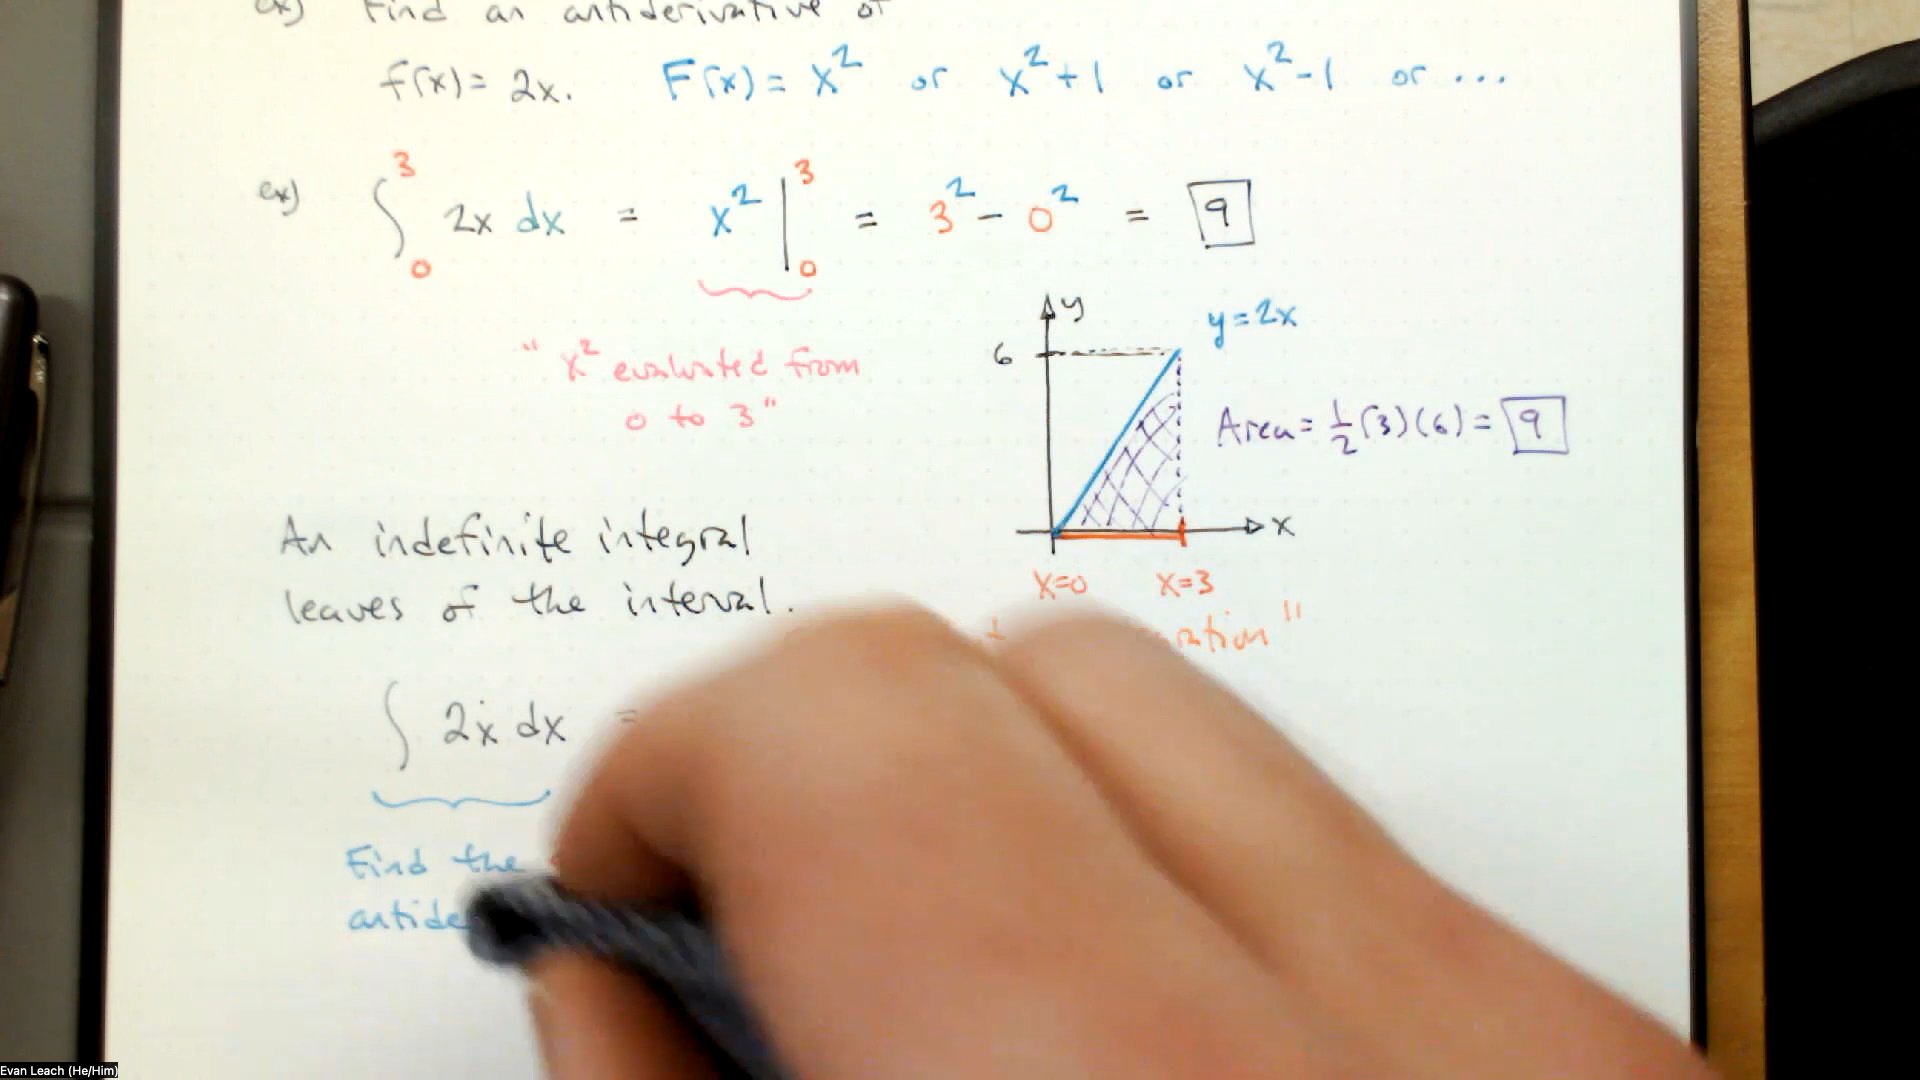 ex) Find an antiderivative of
f(x) = 2x. F(x) = x² or x²+1 or x²-1 or ...
ex) ∫₀³ 2x dx = x² |₀³ = 3² - 0² = 9
"x² evaluated from
0 to 3"
y
y=2x
6
Area = 1/2 (3)(6) = 9
x
x=0 x=3
An indefinite integral
leaves of the interval.
∫ 2x dx =
Find the
Evan Leach (He/Him)